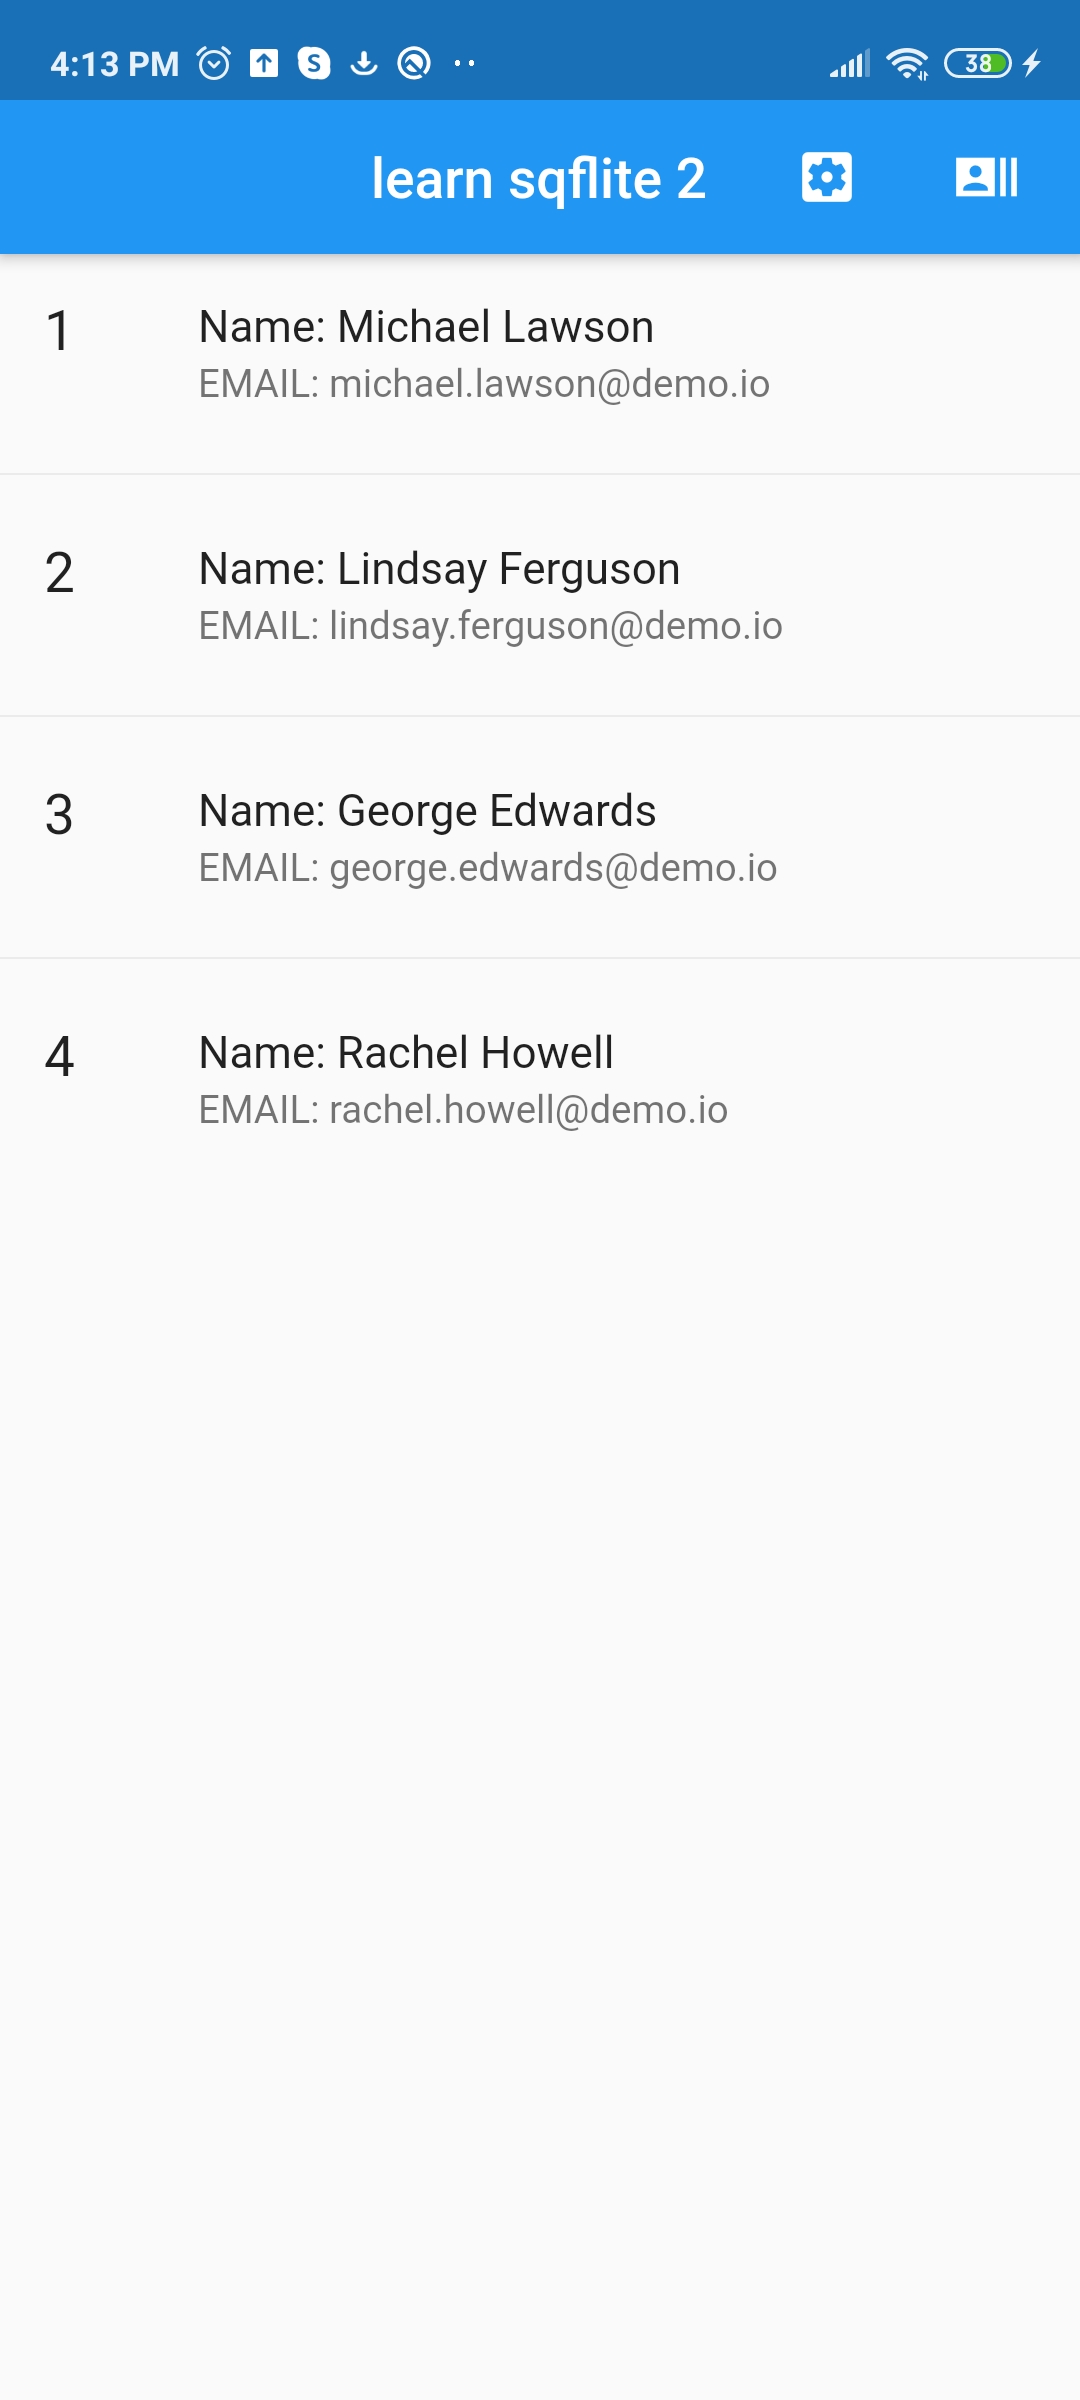 4:13 PM S 38
learn sqflite 2
1 Name: Michael Lawson
EMAIL: michael.lawson@demo.io
2 Name: Lindsay Ferguson
EMAIL: lindsay.ferguson@demo.io
3 Name: George Edwards
EMAIL: george.edwards@demo.io
4 Name: Rachel Howell
EMAIL: rachel.howell@demo.io